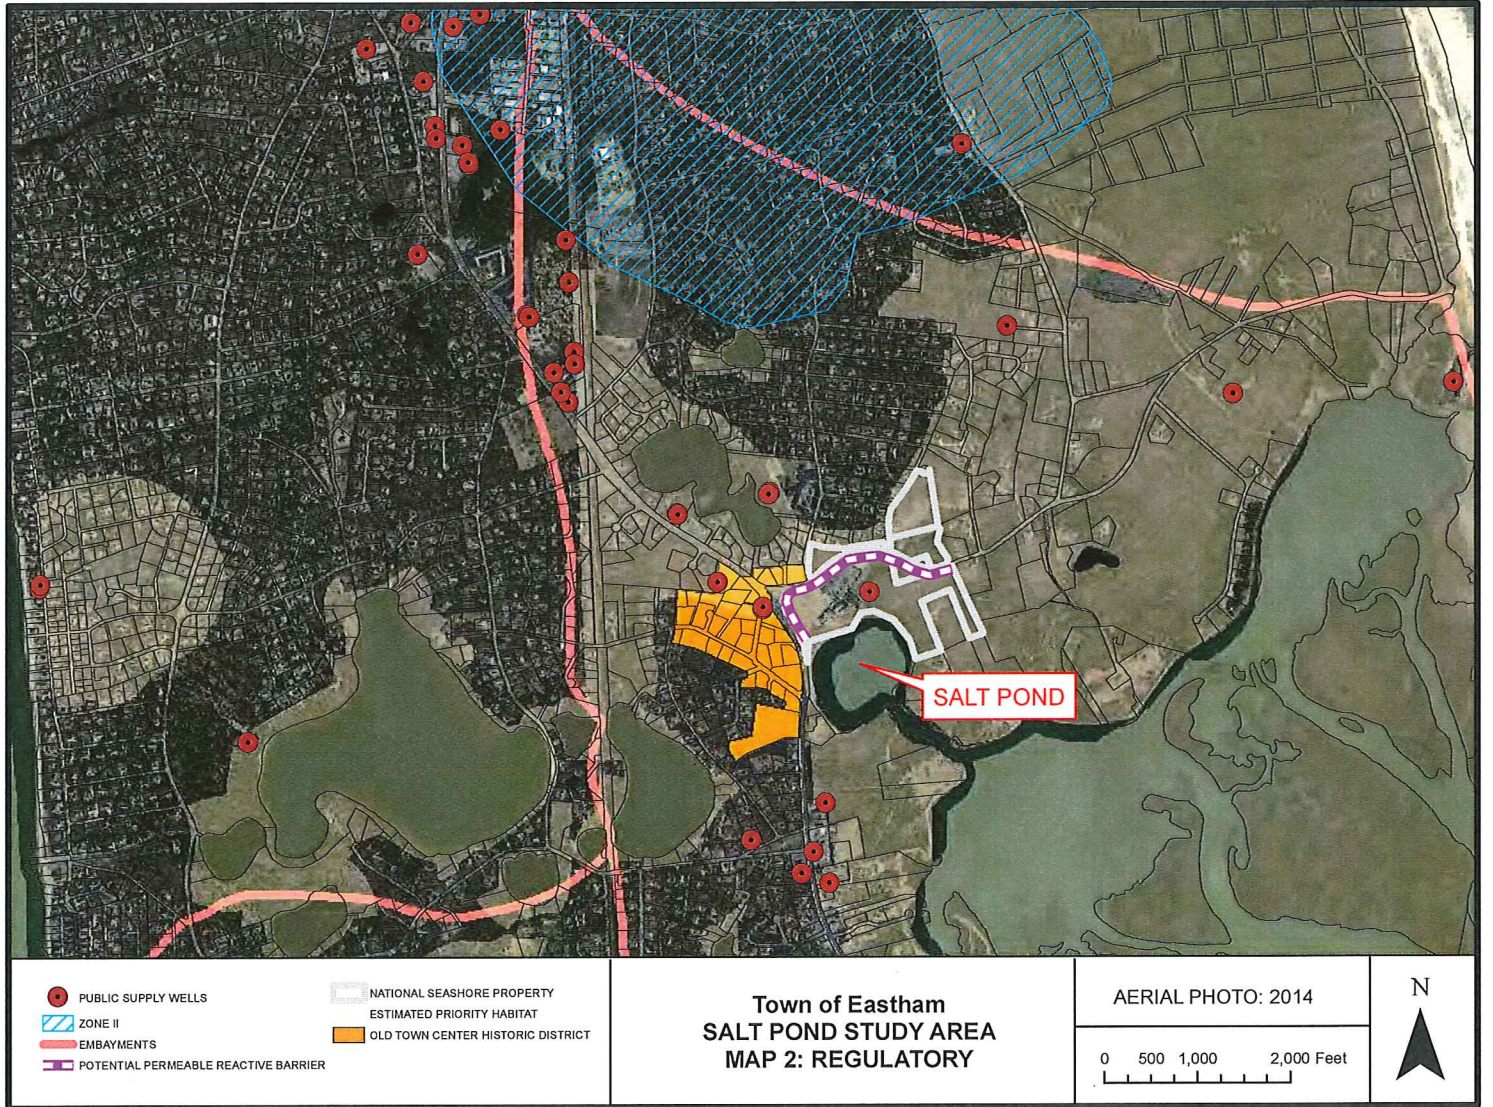 SALT POND
PUBLIC SUPPLY WELLS
ZONE II
EMBAYMENTS
POTENTIAL PERMEABLE REACTIVE BARRIER
NATIONAL SEASHORE PROPERTY
ESTIMATED PRIORITY HABITAT
OLD TOWN CENTER HISTORIC DISTRICT
Town of Eastham
SALT POND STUDY AREA
MAP 2: REGULATORY
AERIAL PHOTO: 2014
0 500 1,000 2,000 Feet
N